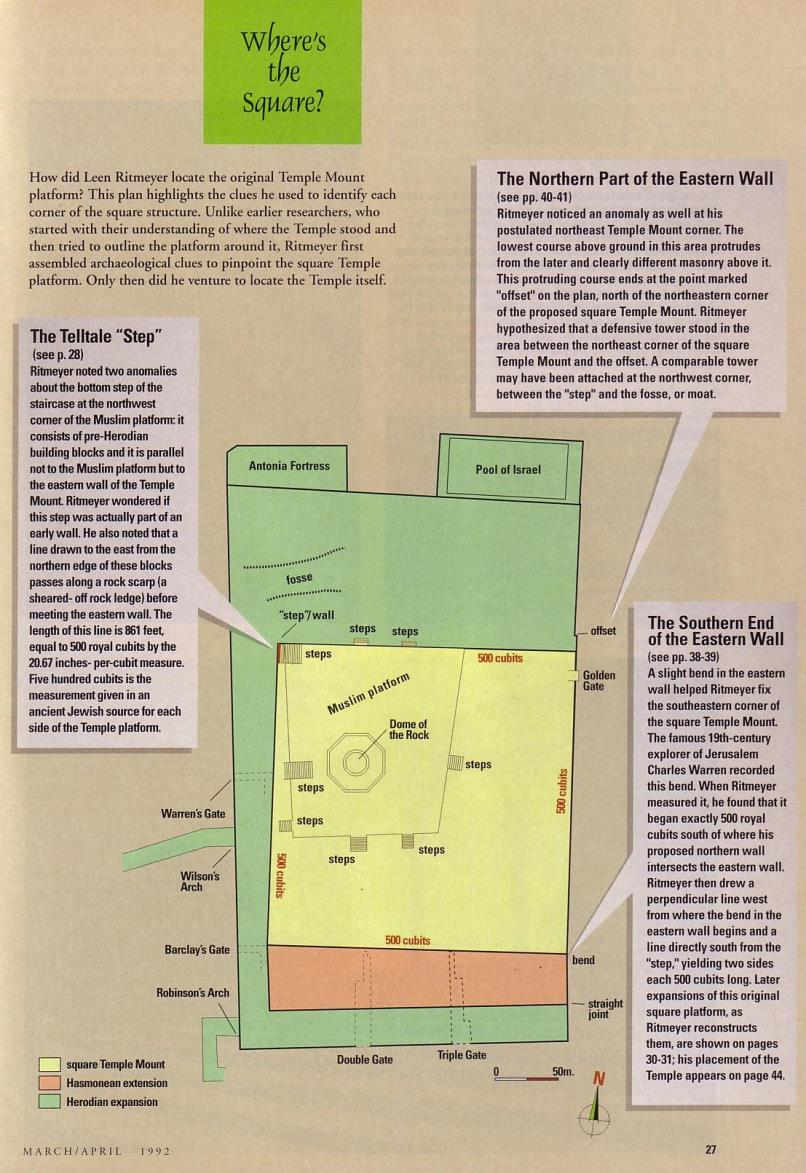 Where's
the
Square?
How did Leen Ritmeyer locate the original Temple Mount
platform? This plan highlights the clues he used to identify each
corner of the square structure. Unlike earlier researchers, who
started with their understanding of where the Temple stood and
then tried to outline the platform around it, Ritmeyer first
assembled archaeological clues to pinpoint the square Temple
platform. Only then did he venture to locate the Temple itself.
The Northern Part of the Eastern Wall
(see pp. 40-41)
Ritmeyer noticed an anomaly as well at his
postulated northeast Temple Mount corner. The
lowest course above ground in this area protrudes
from the later and clearly different masonry above it.
This protruding course ends at the point marked
"offset" on the plan, north of the northeastern corner
of the proposed square Temple Mount. Ritmeyer
hypothesized that a defensive tower stood in the
area between the northeast corner of the square
Temple Mount and the offset. A comparable tower
may have been attached at the northwest corner,
between the "step" and the fosse, or moat.
The Telltale “Step”
(see p. 28)
Ritmeyer noted two anomalies
about the bottom step of the
staircase at the northwest
corner of the Muslim platform: it
consists of pre-Herodian
building blocks and it is parallel
not to the Muslim platform but to
the eastern wall of the Temple
Mount. Ritmeyer wondered if
this step was actually part of an
early wall. He also noted that a
line drawn to the east from the
northern edge of these blocks
passes along a rock scarp (a
sheared- off rock ledge) before
meeting the eastern wall. The
length of this line is 861 feet,
equal to 500 royal cubits by the
20.67 inches- per-cubit measure.
Five hundred cubits is the
measurement given in an
ancient Jewish source for each
side of the Temple platform.
Antonia Fortress
Pool of Israel
fosse
"step"/wall
steps
steps
steps
500 cubits
offset
Golden
Gate
Muslim platform
Dome of
the Rock
steps
steps
500 cubits
Warren's Gate
steps
steps
steps
Wilson's
Arch
500 cubits
500 cubits
Barclay's Gate
bend
Robinson's Arch
straight
joint
Double Gate
Triple Gate
0 50m.
N
The Southern End
of the Eastern Wall
(see pp. 38-39)
A slight bend in the eastern
wall helped Ritmeyer fix
the southeastern corner of
the square Temple Mount.
The famous 19th-century
explorer of Jerusalem
Charles Warren recorded
this bend. When Ritmeyer
measured it, he found that it
began exactly 500 royal
cubits south of where his
proposed northern wall
intersects the eastern wall.
Ritmeyer then drew a
perpendicular line west
from where the bend in the
eastern wall begins and a
line directly south from the
"step," yielding two sides
each 500 cubits long. Later
expansions of this original
square platform, as
Ritmeyer reconstructs
them, are shown on pages
30-31; his placement of the
Temple appears on page 44.
square Temple Mount
Hasmonean extension
Herodian expansion
MARCH/APRIL 1992
27